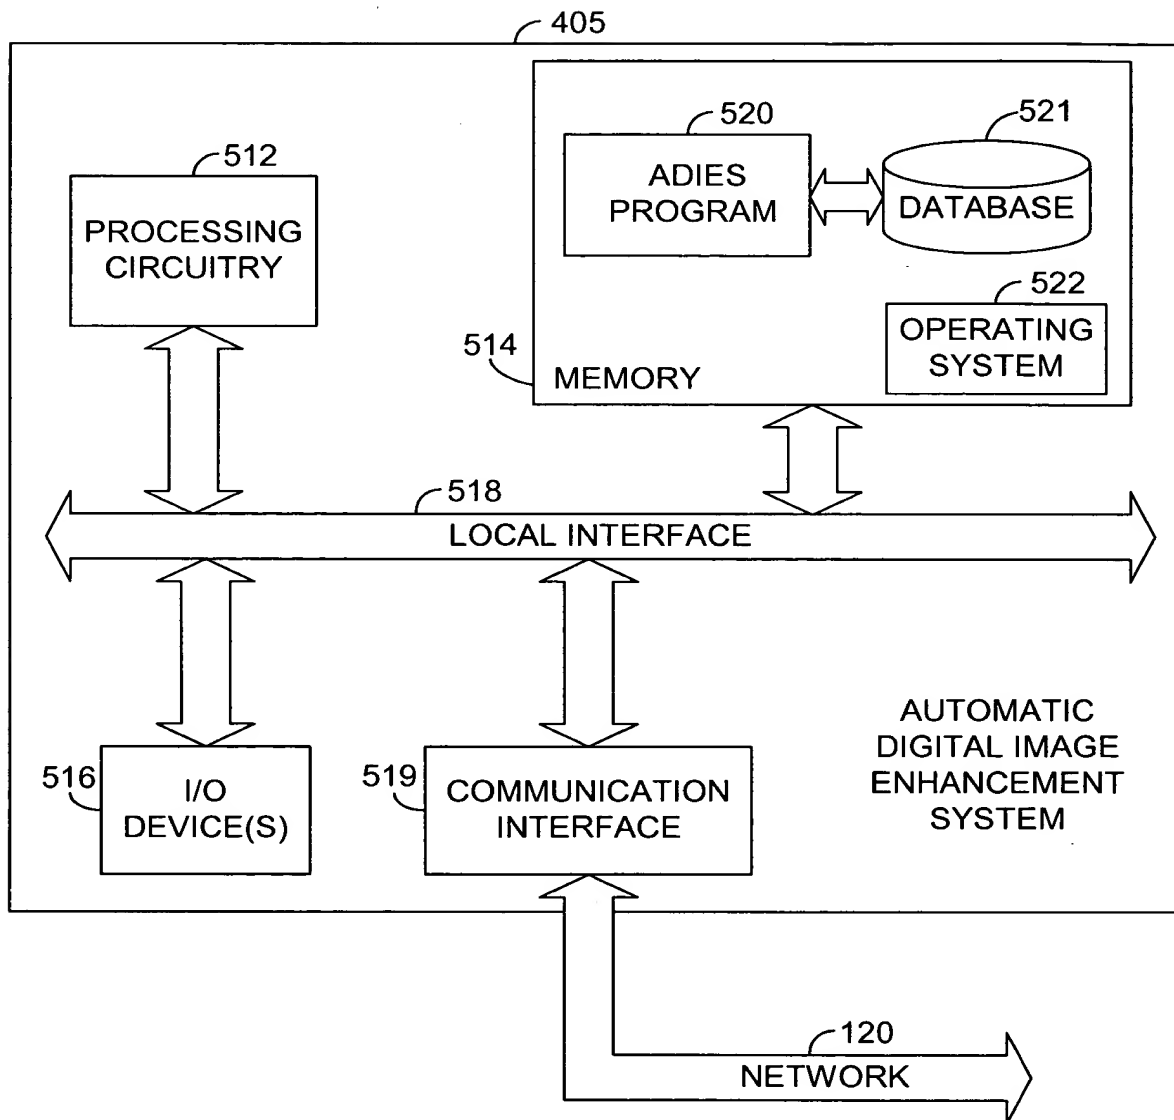 405
512
PROCESSING
CIRCUITRY
520
ADIES
PROGRAM
521
DATABASE
522
OPERATING
SYSTEM
514
MEMORY
518
LOCAL INTERFACE
516
I/O
DEVICE(S)
519
COMMUNICATION
INTERFACE
AUTOMATIC
DIGITAL IMAGE
ENHANCEMENT
SYSTEM
120
NETWORK